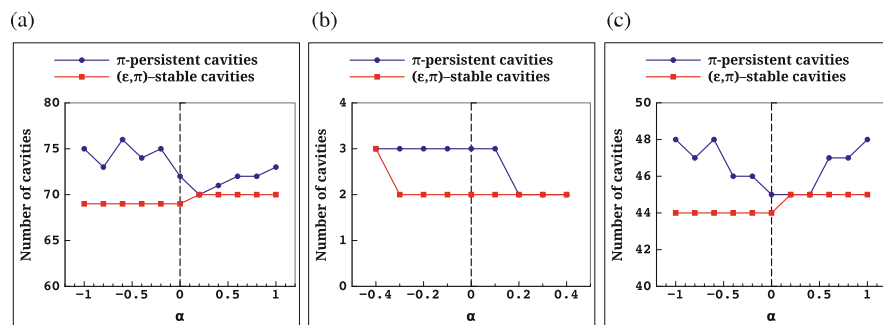 (a)
π-persistent cavities
(ε,π)–stable cavities
Number of cavities
80
75
70
65
60
−1
−0.5
0
0.5
1
α
(b)
π-persistent cavities
(ε,π)–stable cavities
Number of cavities
4
3
2
1
0
−0.4
−0.2
0
0.2
0.4
α
(c)
π-persistent cavities
(ε,π)–stable cavities
Number of cavities
50
48
46
44
42
40
−1
−0.5
0
0.5
1
α